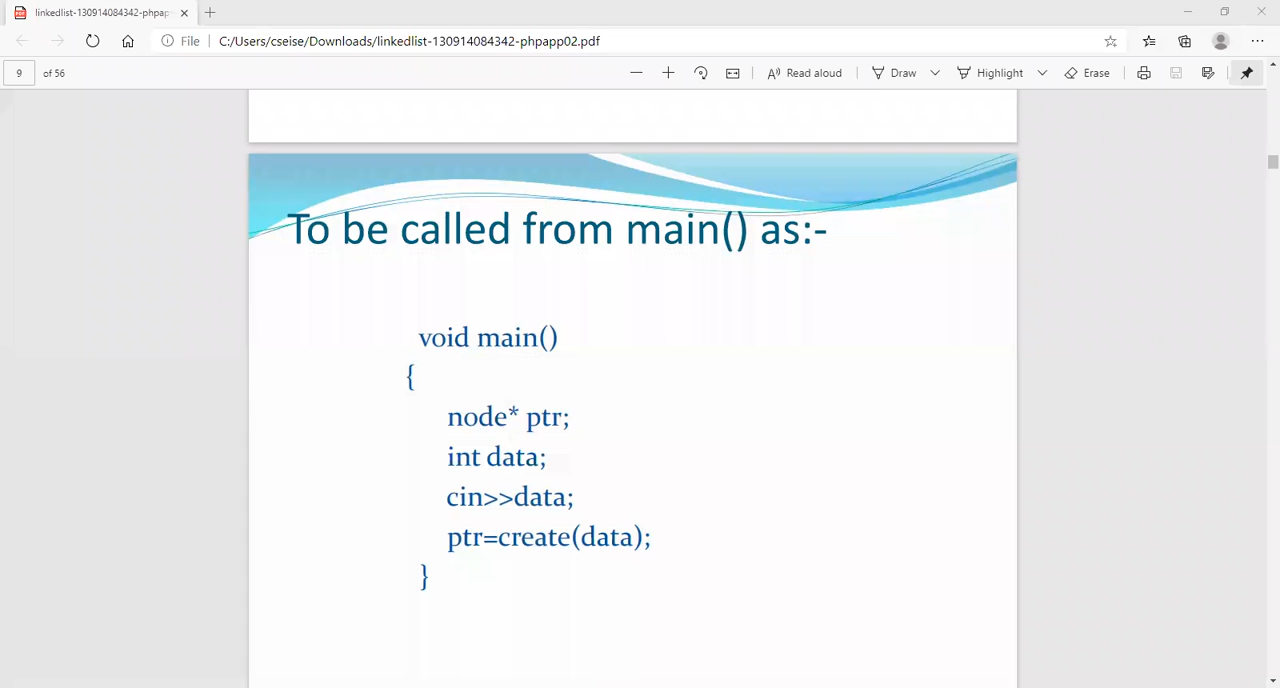 linkedlist-130914084342-phpap
File
C:/Users/cseise/Downloads/linkedlist-130914084342-phpapp02.pdf
9 of 56
Read aloud
Draw
Highlight
Erase
To be called from main() as:-
void main()
{
node* ptr;
int data;
cin>>data;
ptr=create(data);
}